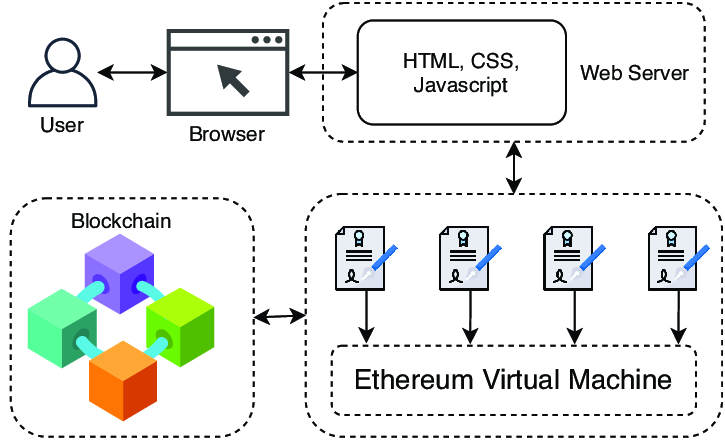 HTML, CSS,
Javascript
Web Server
User
Browser
Blockchain
Ethereum Virtual Machine